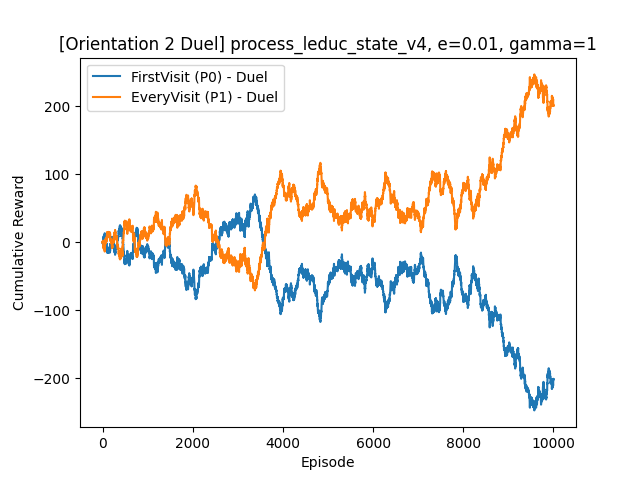 [Orientation 2 Duel] process_leduc_state_v4, e=0.01, gamma=1
FirstVisit (P0) - Duel
EveryVisit (P1) - Duel
Cumulative Reward
200
100
0
−100
−200
0 2000 4000 6000 8000 10000
Episode